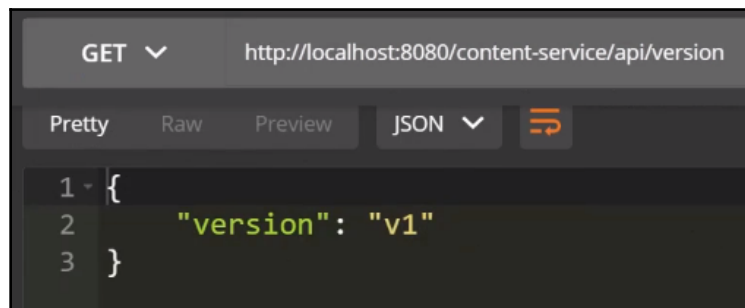 GET http://localhost:8080/content-service/api/version
Pretty Raw Preview JSON
1 {
2 "version": "v1"
3 }